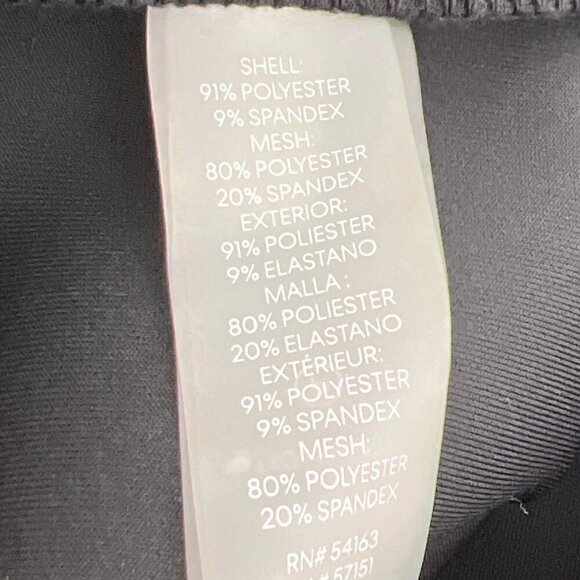 SHELL:
91% POLYESTER
9% SPANDEX
MESH:
80% POLYESTER
20% SPANDEX
EXTERIOR:
91% POLIESTER
9% ELASTANO
MALLA :
80% POLIESTER
20% ELASTANO
EXTÉRIEUR:
91% POLYESTER
9% SPANDEX
MESH:
80% POLYESTER
20% SPANDEX
RN# 54163
# 57151